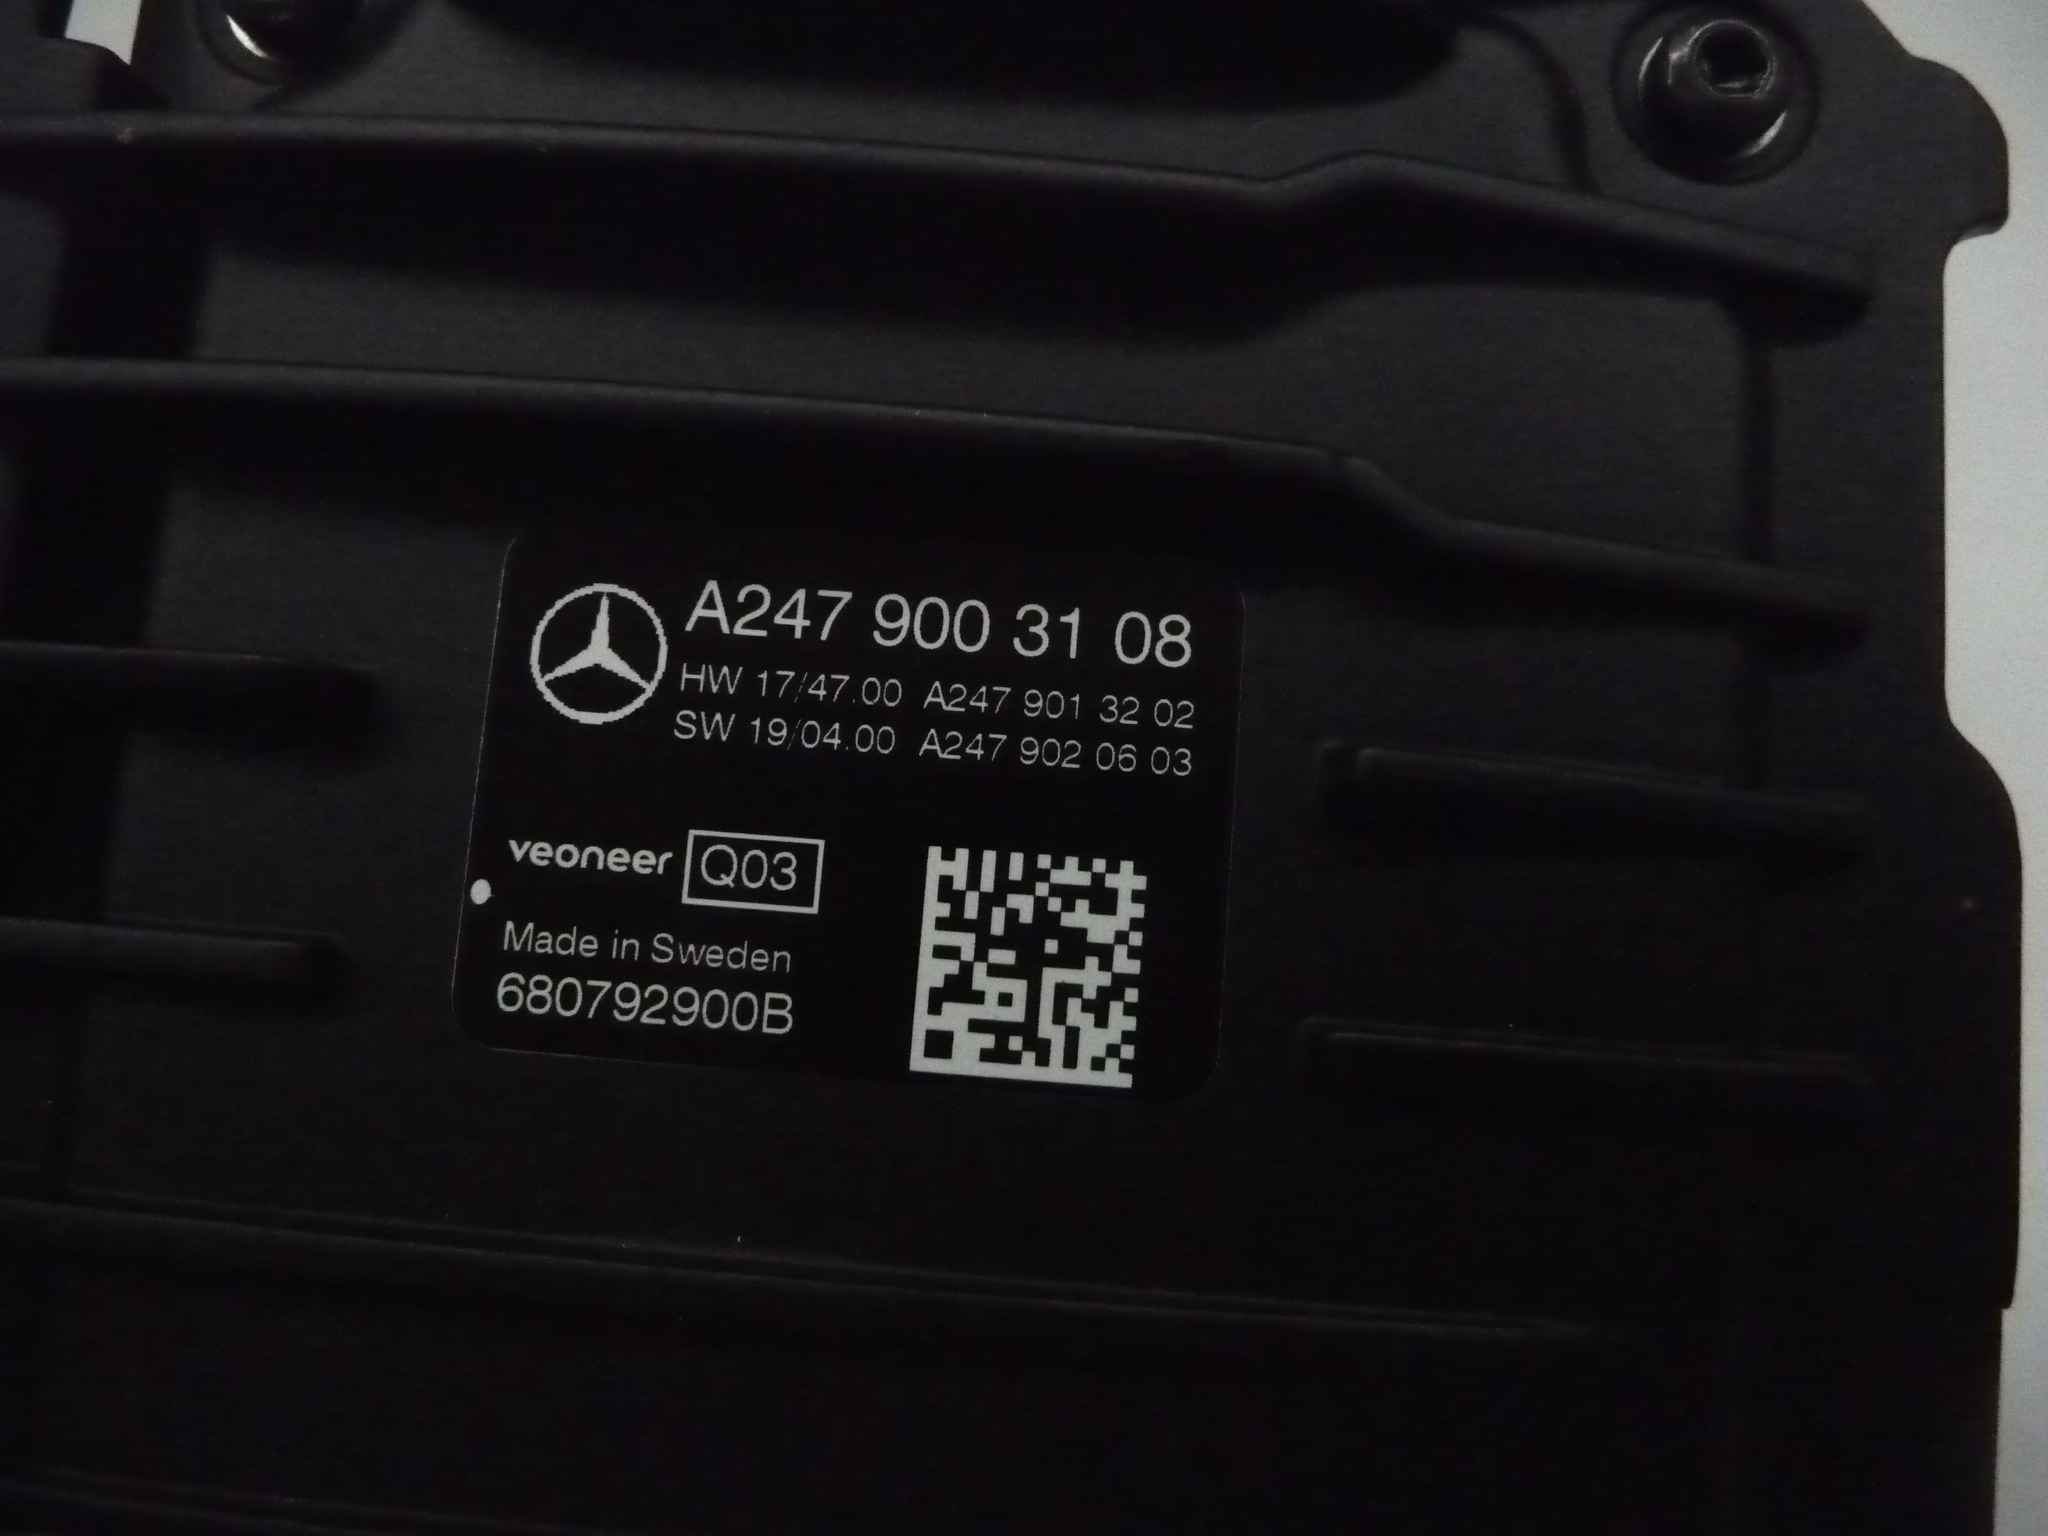 A247 900 31 08
HW 17/47.00 A247 901 32 02
SW 19/04.00 A247 902 06 03
veoneer Q03
Made in Sweden
680792900B